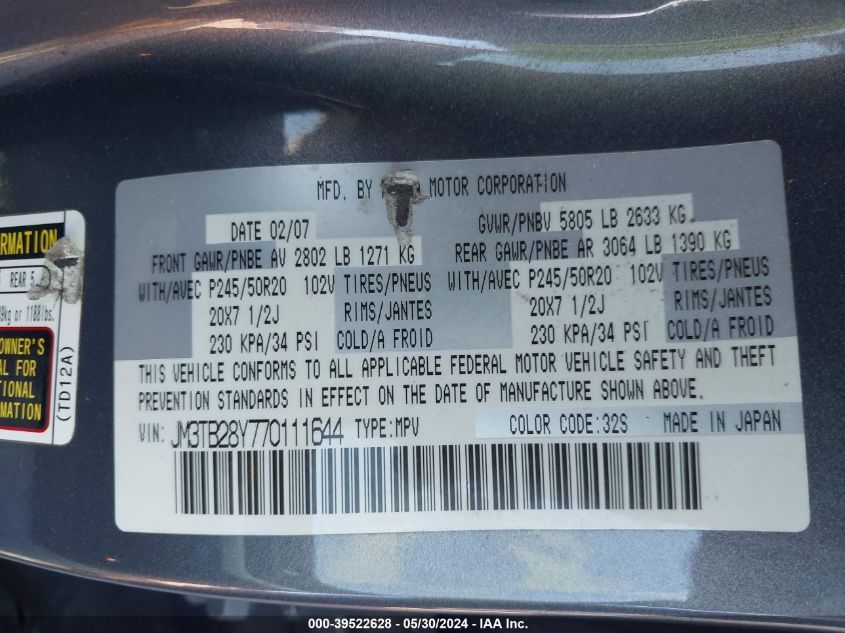 MFD. BY MOTOR CORPORATION
DATE 02/07
GVWR/PNBV 5805 LB 2633 KG
FRONT GAWR/PNBE AV 2802 LB 1271 KG
REAR GAWR/PNBE AR 3064 LB 1390 KG
WITH/AVEC P245/50R20 102V TIRES/PNEUS
WITH/AVEC P245/50R20 102V TIRES/PNEUS
20X7 1/2J RIMS/JANTES
20X7 1/2J RIMS/JANTES
230 KPA/34 PSI COLD/A FROID
230 KPA/34 PSI COLD/A FROID
THIS VEHICLE CONFORMS TO ALL APPLICABLE FEDERAL MOTOR VEHICLE SAFETY AND THEFT
PREVENTION STANDARDS IN EFFECT ON THE DATE OF MANUFACTURE SHOWN ABOVE.
VIN: JM3TB28Y770111644 TYPE:MPV COLOR CODE:32S MADE IN JAPAN
RMATION
REAR 5
9kg or 1188lbs.
OWNER'S
AL FOR
TIONAL
RMATION
(TD12A)
000-39522628 - 05/30/2024 - IAA Inc.